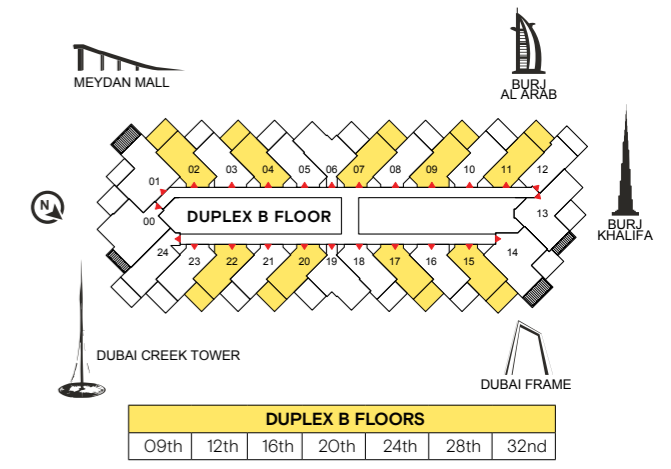 MEYDAN MALL
BURJ
AL ARAB
01
02
03
04
05
06
07
08
09
10
11
12
N
00
DUPLEX B FLOOR
13
BURJ
KHALIFA
24
23
22
21
20
19
18
17
16
15
14
DUBAI CREEK TOWER
DUBAI FRAME
DUPLEX B FLOORS
09th 12th 16th 20th 24th 28th 32nd